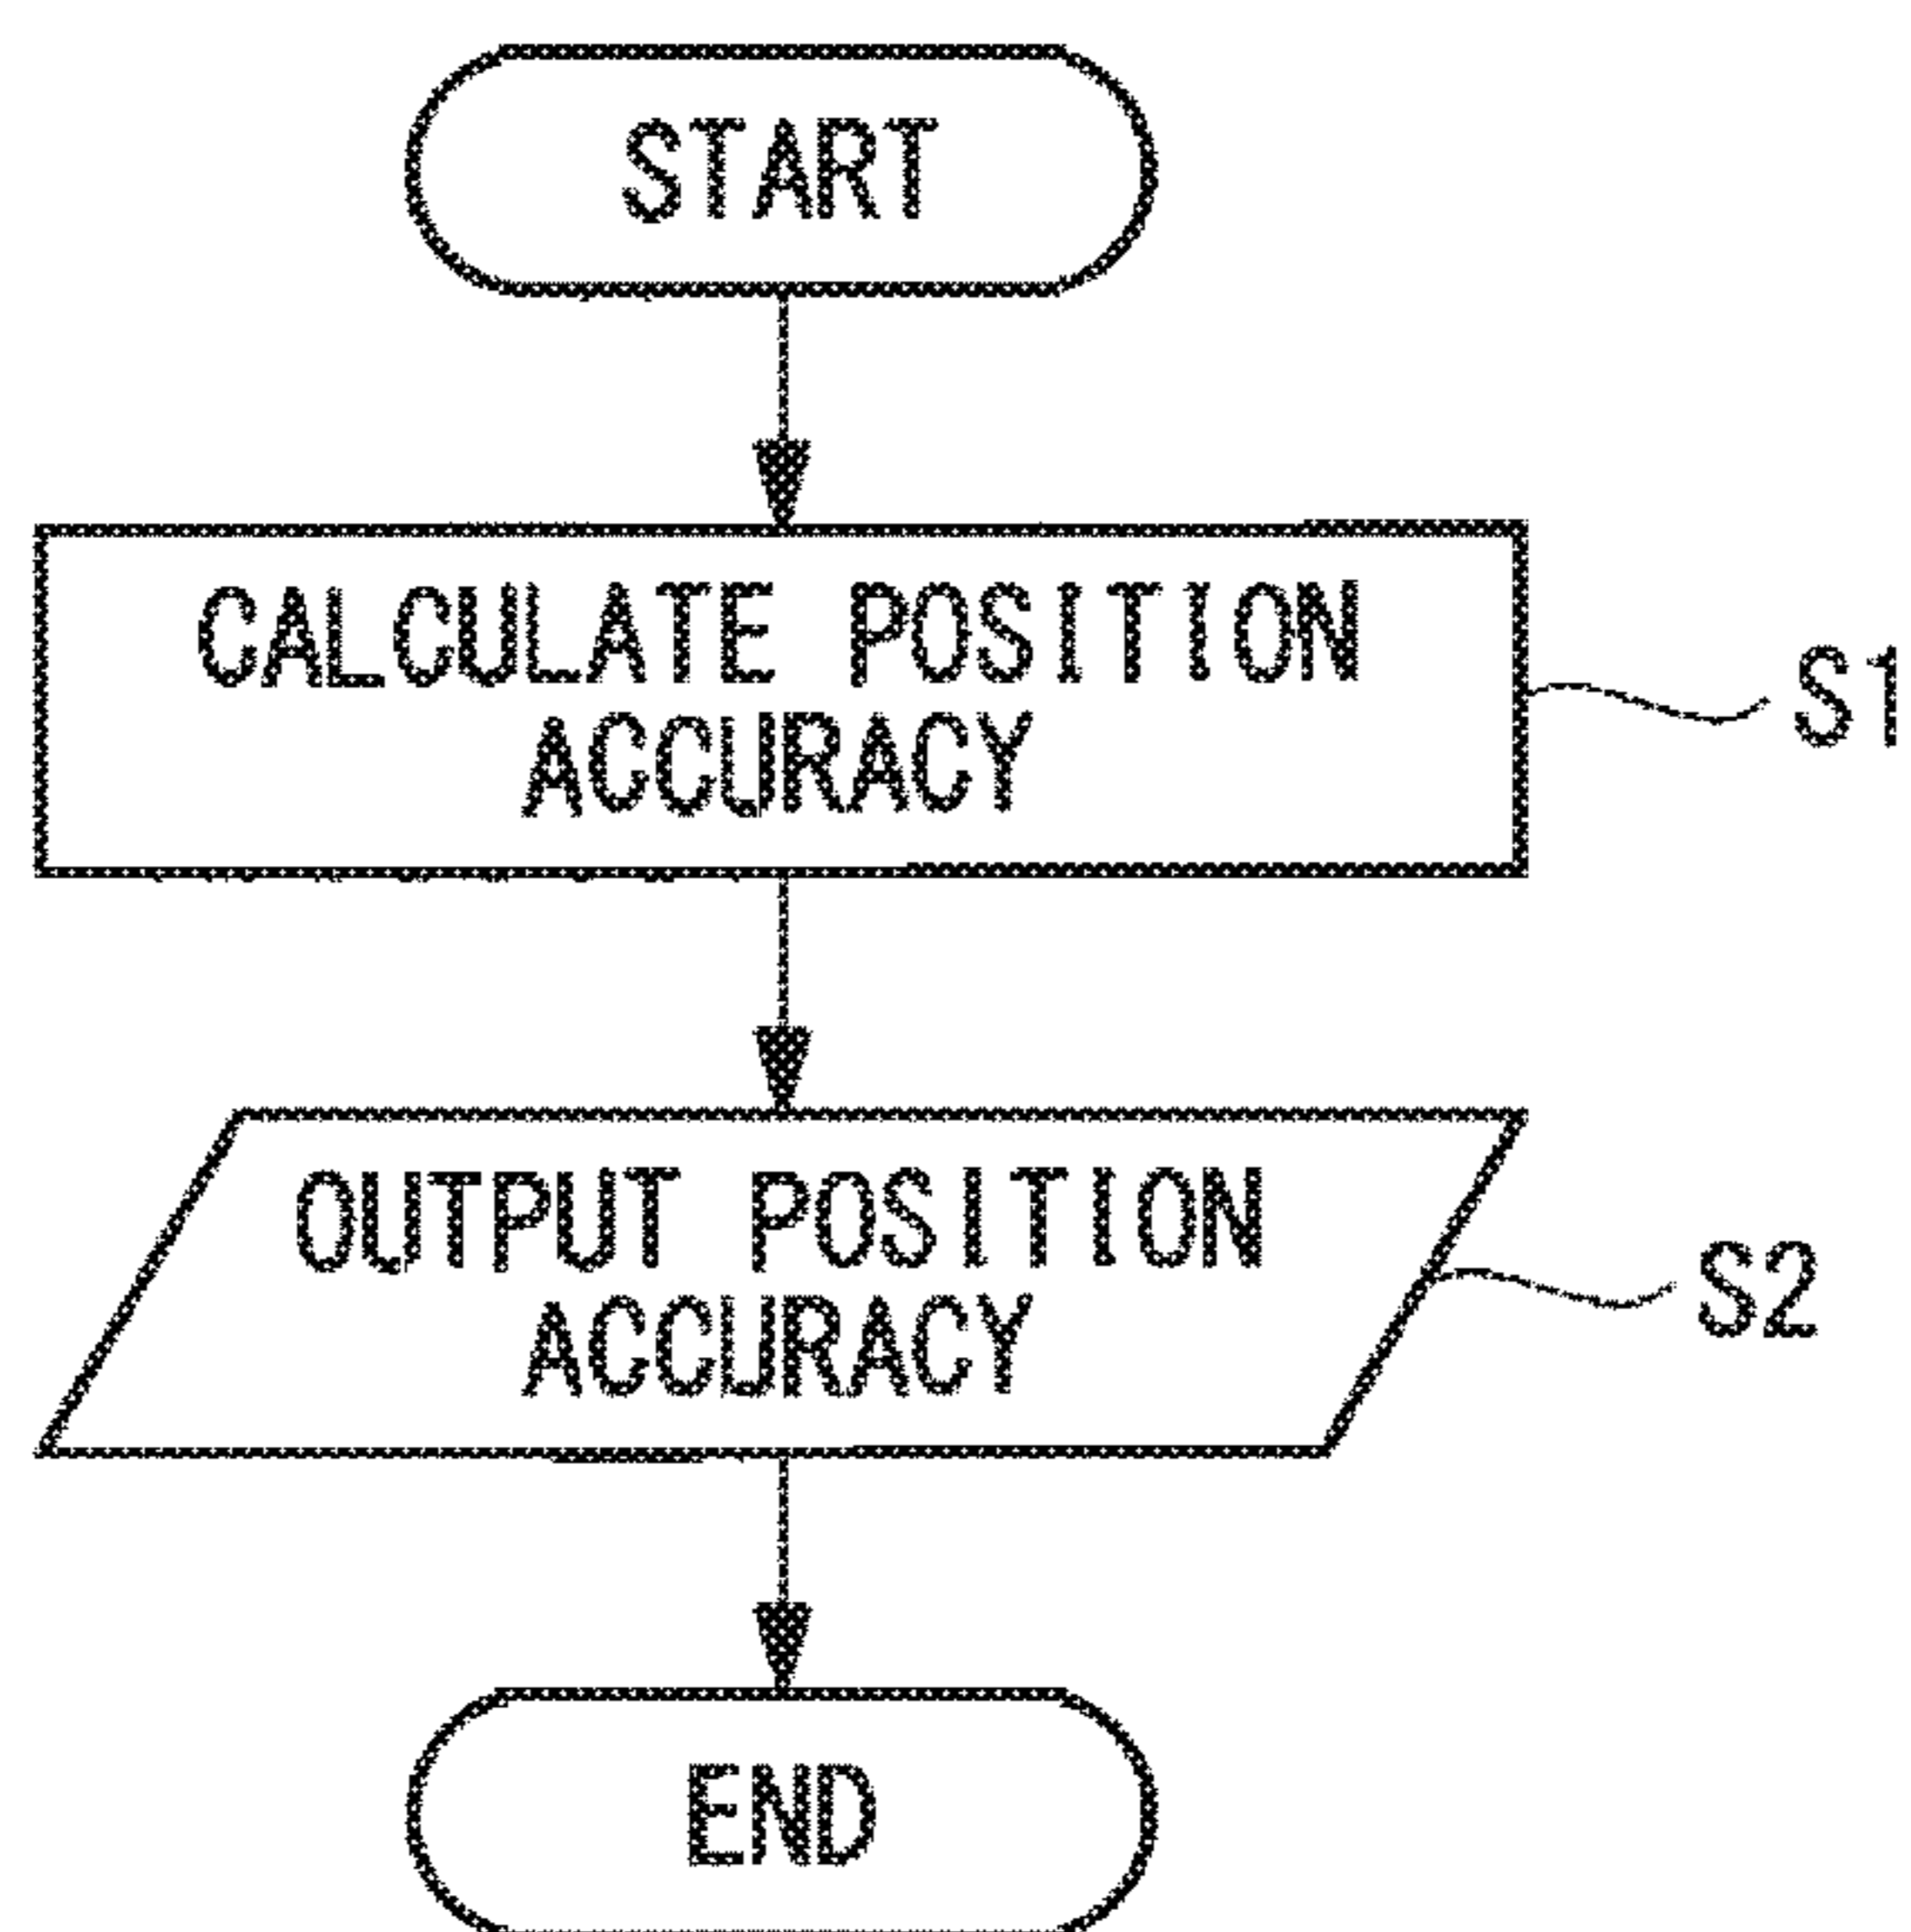 START
CALCULATE POSITION
ACCURACY
S1
OUTPUT POSITION
ACCURACY
S2
END